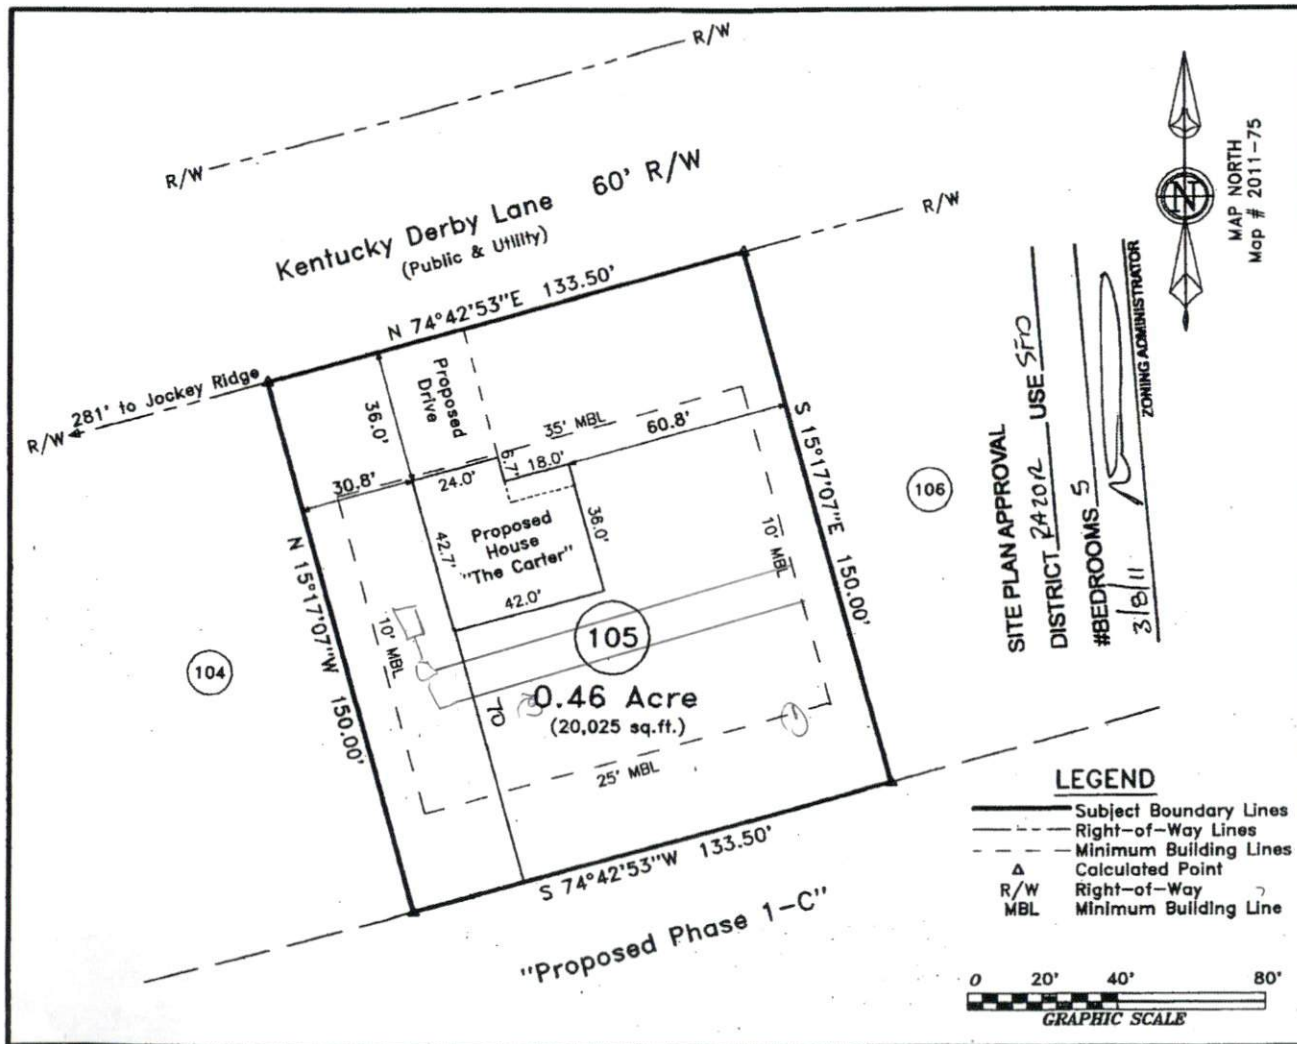 R/W
R/W
Kentucky Derby Lane 60' R/W
(Public & Utility)
R/W
N 74°42'53"E 133.50'
281' to Jockey Ridge
R/W
36.0'
Proposed
Drive
35' MBL
60.8'
30.8'
24.0'
6.7'
18.0'
Proposed
House
"The Carter"
42.7'
36.0'
42.0'
10' MBL
10' MBL
N 15°17'07"W 150.00'
S 15°17'07"E 150.00'
104
105
106
0.46 Acre
(20,025 sq.ft.)
70
25' MBL
S 74°42'53"W 133.50'
"Proposed Phase 1-C"
MAP NORTH
Map # 2011-75
N
SITE PLAN APPROVAL
DISTRICT RA20R USE SFD
#BEDROOMS 5
3/8/11
ZONING ADMINISTRATOR
LEGEND
Subject Boundary Lines
Right-of-Way Lines
Minimum Building Lines
Δ Calculated Point
R/W Right-of-Way
MBL Minimum Building Line
0 20' 40' 80'
GRAPHIC SCALE